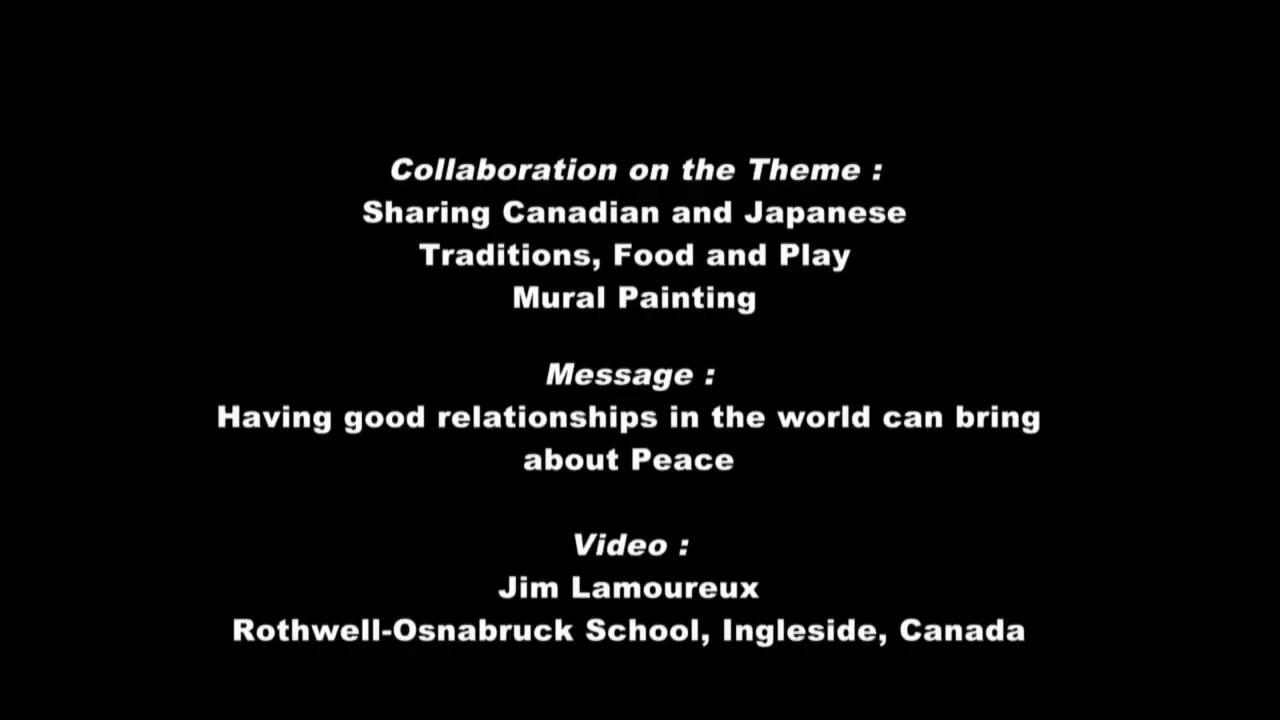 Collaboration on the Theme :
Sharing Canadian and Japanese
Traditions, Food and Play
Mural Painting
Message :
Having good relationships in the world can bring
about Peace
Video :
Jim Lamoureux
Rothwell-Osnabruck School, Ingleside, Canada